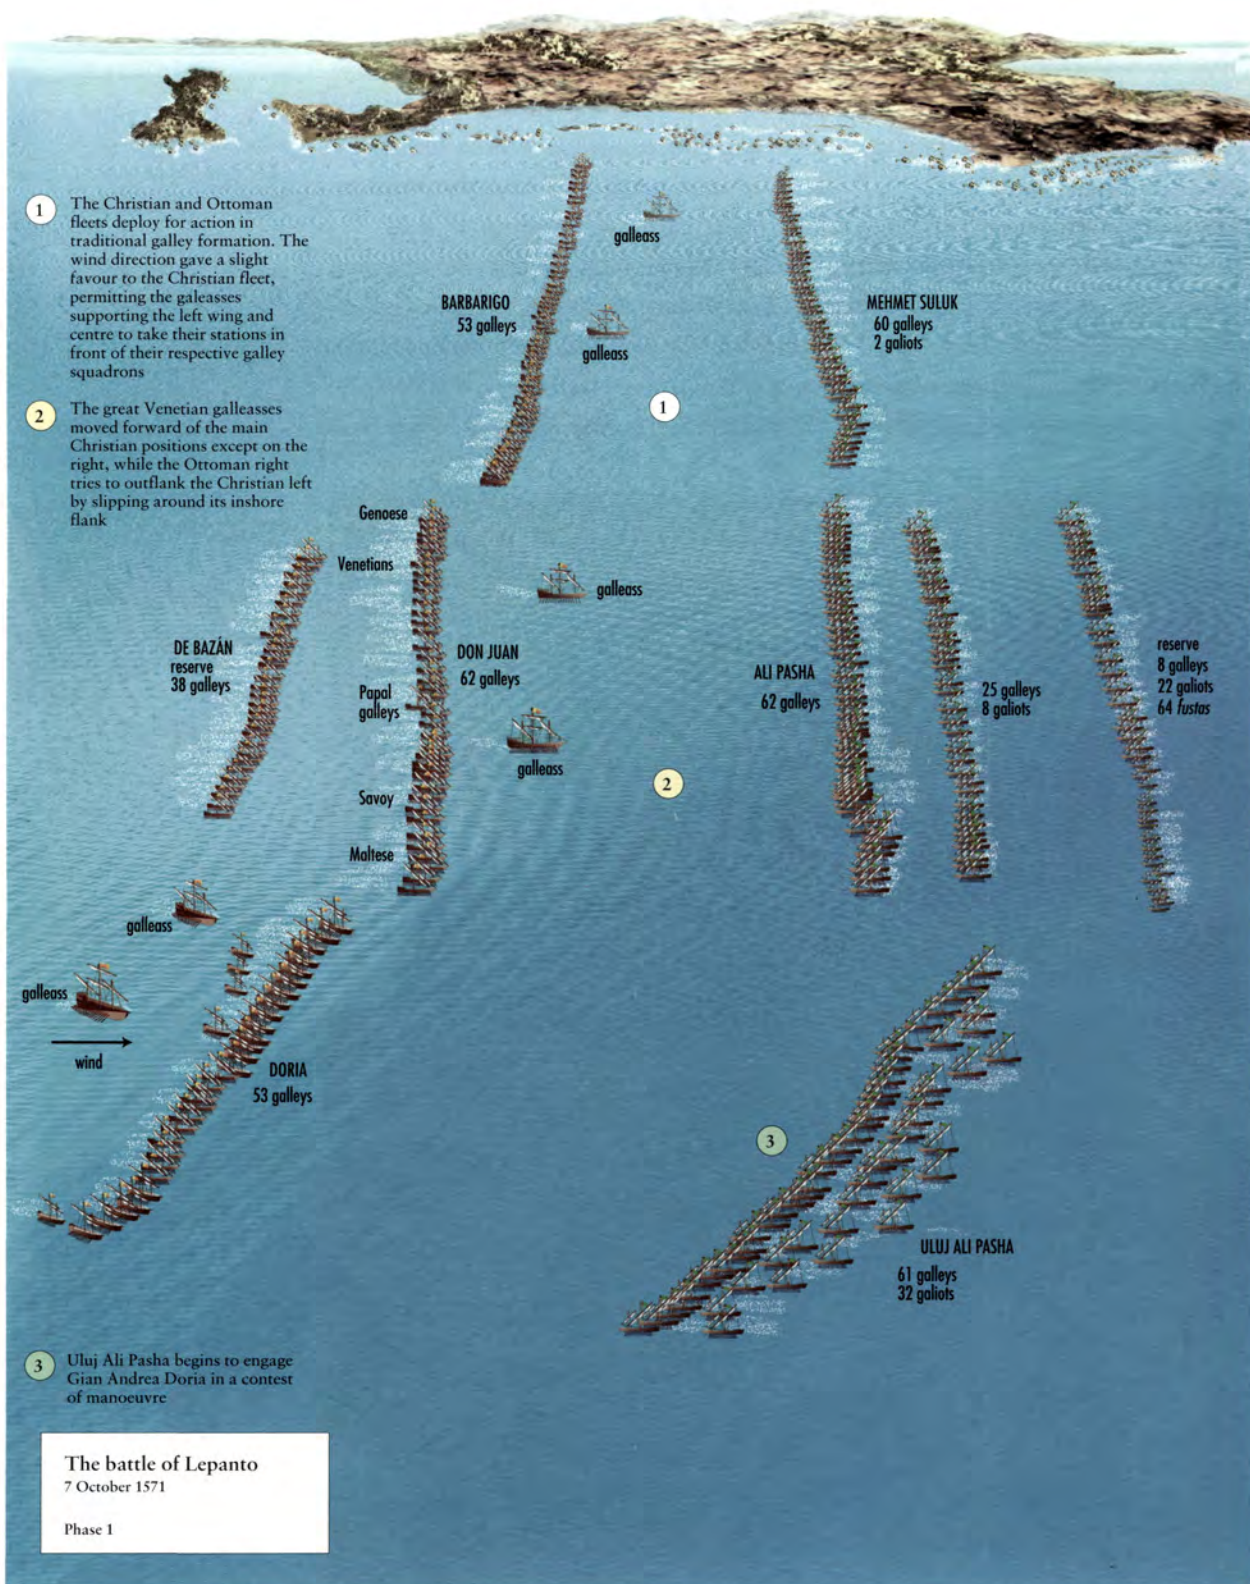 1
The Christian and Ottoman
fleets deploy for action in
traditional galley formation. The
wind direction gave a slight
favour to the Christian fleet,
permitting the galeasses
supporting the left wing and
centre to take their stations in
front of their respective galley
squadrons
2
The great Venetian galleasses
moved forward of the main
Christian positions except on the
right, while the Ottoman right
tries to outflank the Christian left
by slipping around its inshore
flank
galleass
BARBARIGO
53 galleys
galleass
MEHMET SULUK
60 galleys
2 galiots
1
Genoese
Venetians
galleass
DE BAZÁN
reserve
38 galleys
DON JUAN
62 galleys
Papal
galleys
galleass
Savoy
Maltese
ALI PASHA
62 galleys
25 galleys
8 galiots
reserve
8 galleys
22 galiots
64 fustas
2
galleass
galleass
wind
DORIA
53 galleys
3
ULUJ ALI PASHA
61 galleys
32 galiots
3
Uluj Ali Pasha begins to engage
Gian Andrea Doria in a contest
of manoeuvre
The battle of Lepanto
7 October 1571
Phase 1